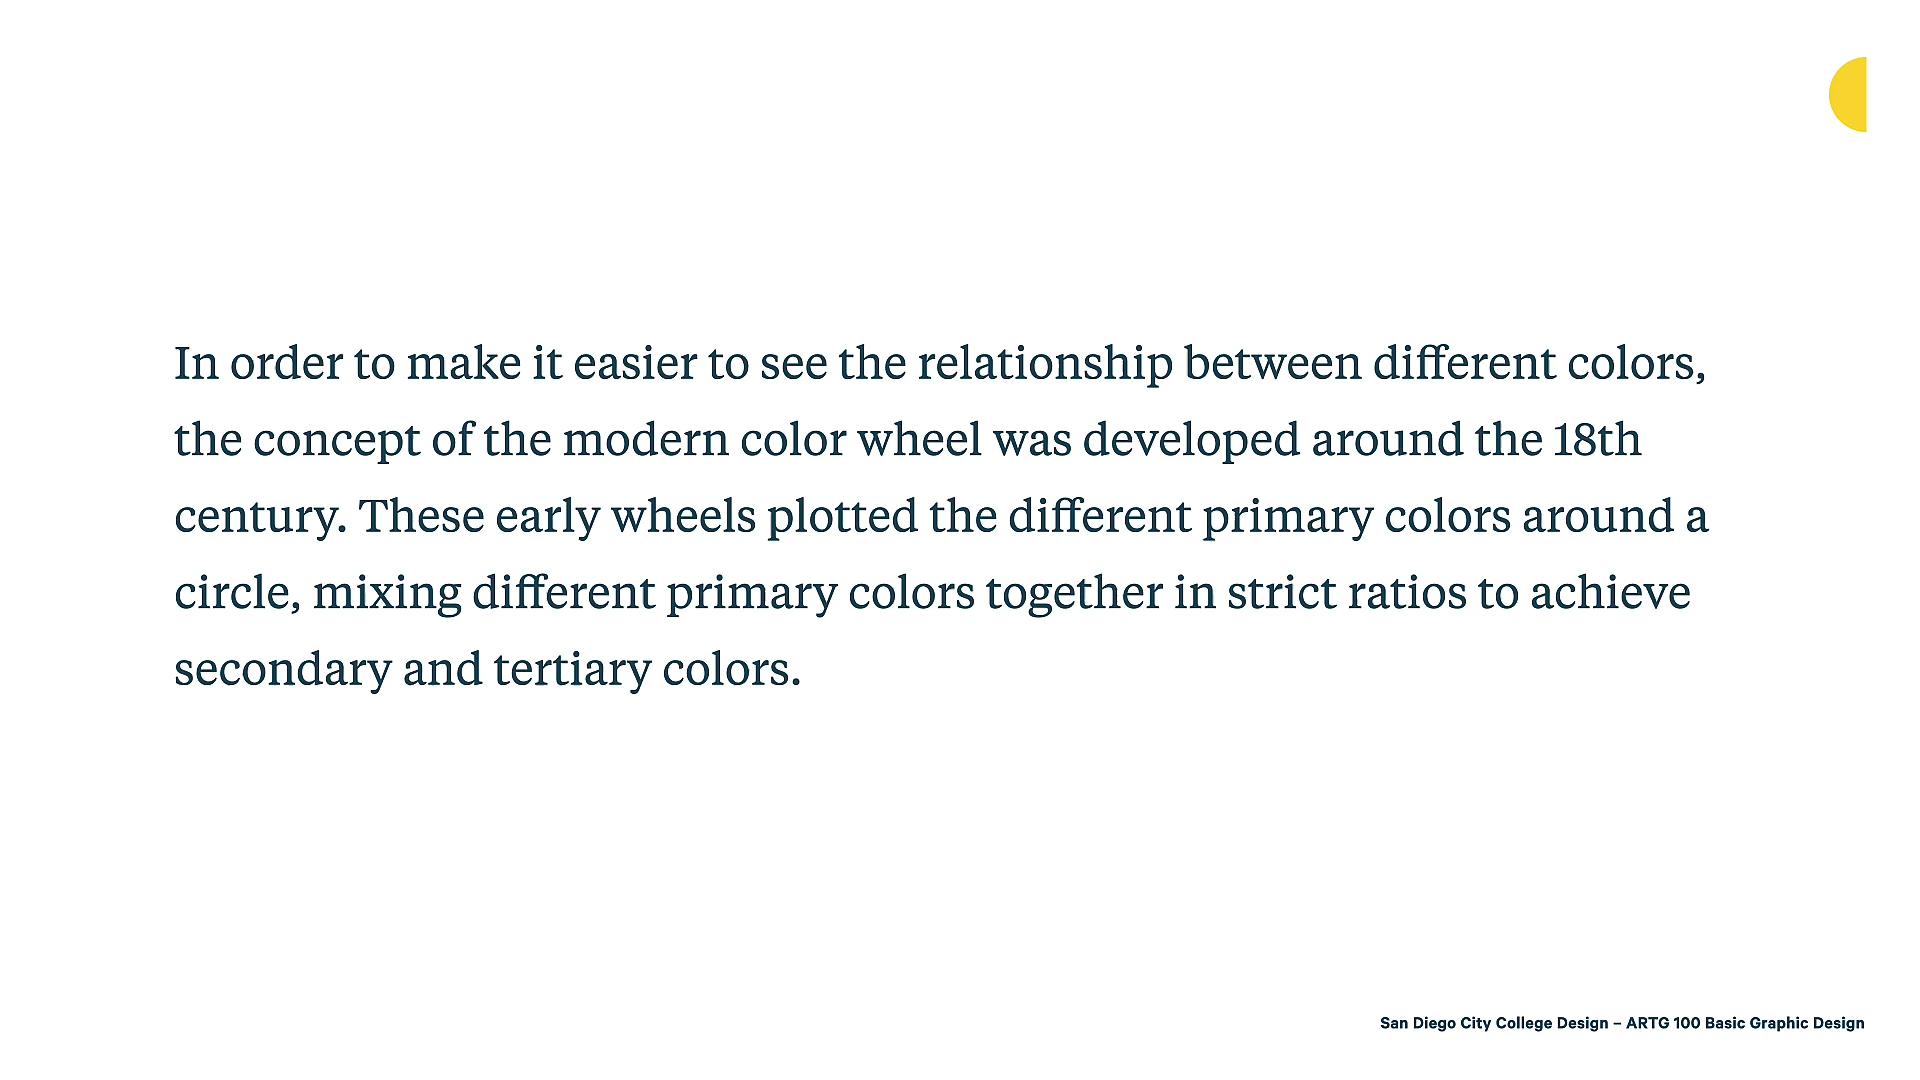 In order to make it easier to see the relationship between different colors,
the concept of the modern color wheel was developed around the 18th
century. These early wheels plotted the different primary colors around a
circle, mixing different primary colors together in strict ratios to achieve
secondary and tertiary colors.
San Diego City College Design – ARTG 100 Basic Graphic Design